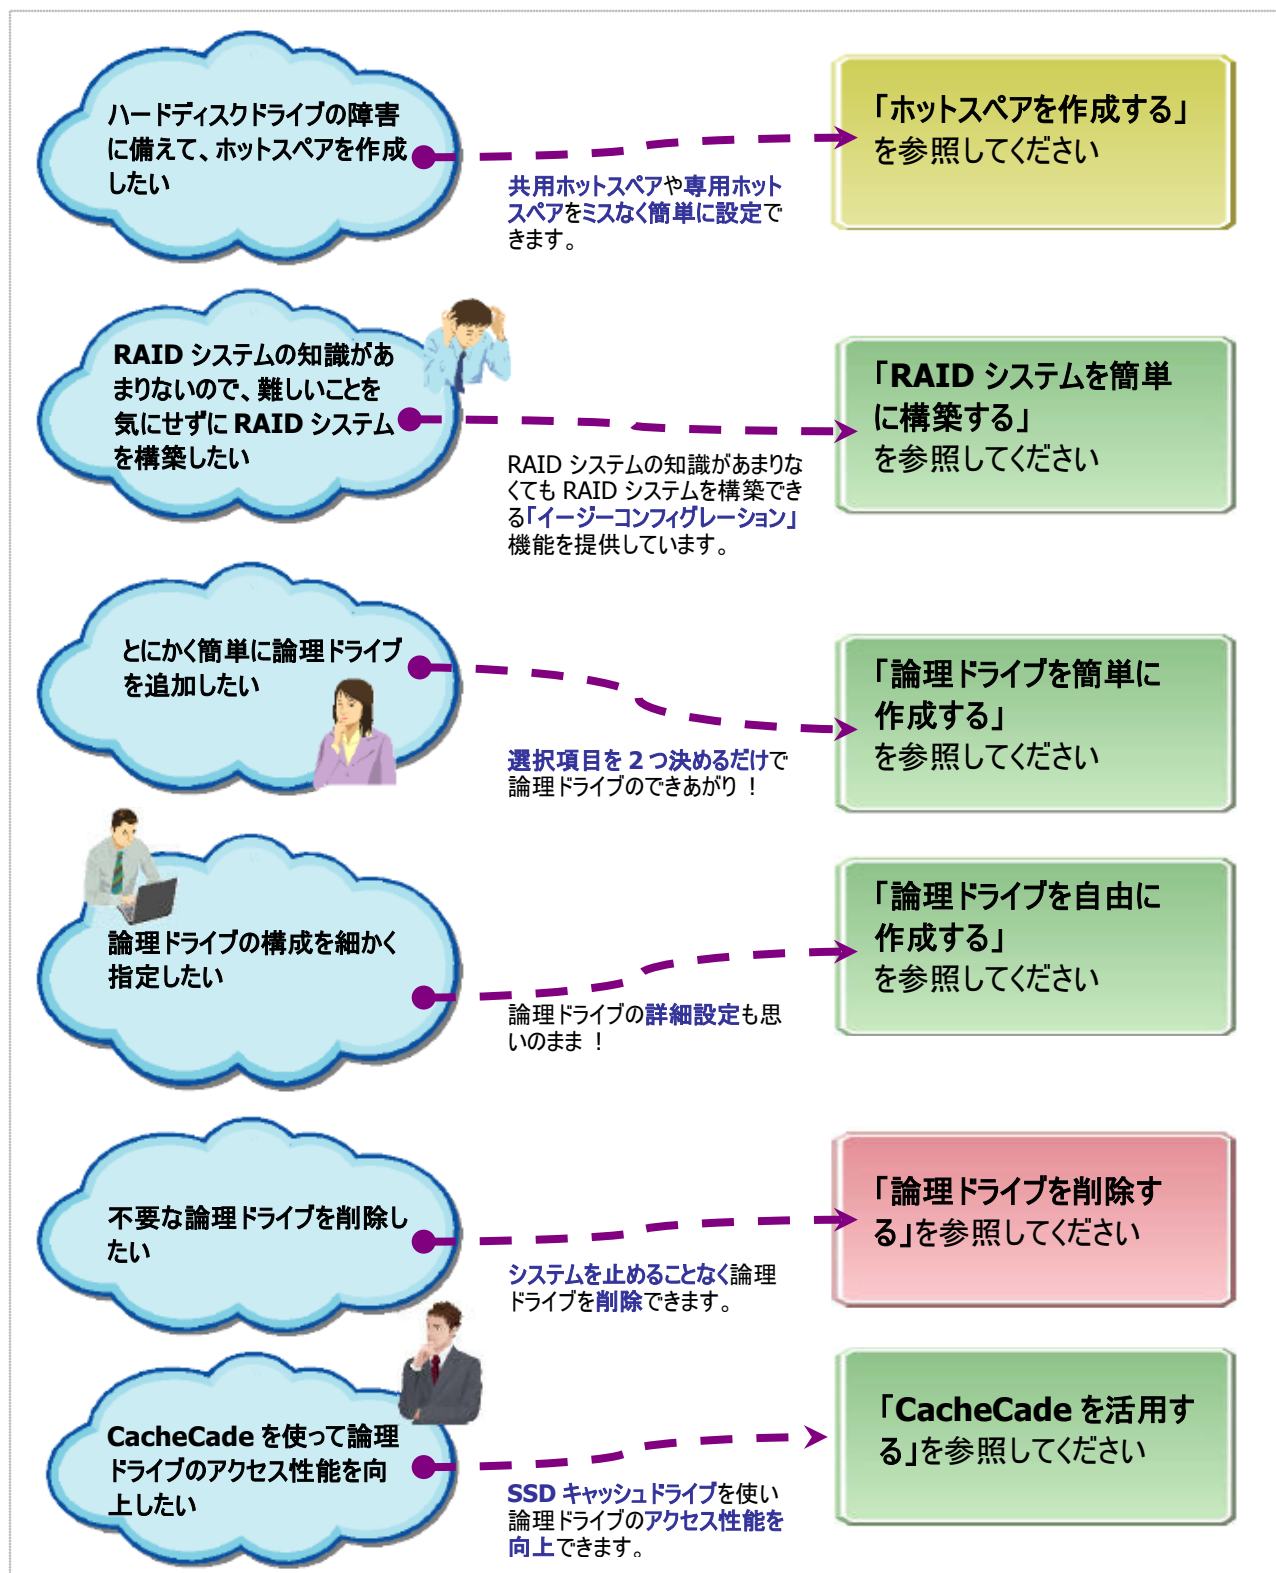 ハードディスクドライブの障害
に備えて、ホットスペアを作成
したい
共用ホットスペアや専用ホット
スペアをミスなく簡単に設定で
きます。
「ホットスペアを作成する」
を参照してください
RAID システムの知識があ
まりないので、難しいことを
気にせずに RAID システム
を構築したい
RAID システムの知識があまりな
くても RAID システムを構築でき
る「イージーコンフィグレーション」
機能を提供しています。
「RAID システムを簡単
に構築する」
を参照してください
とにかく簡単に論理ドライブ
を追加したい
選択項目を 2 つ決めるだけで
論理ドライブのできあがり！
「論理ドライブを簡単に
作成する」
を参照してください
論理ドライブの構成を細かく
指定したい
論理ドライブの詳細設定も思
いのまま！
「論理ドライブを自由に
作成する」
を参照してください
不要な論理ドライブを削除し
たい
システムを止めることなく論理
ドライブを削除できます。
「論理ドライブを削除す
る」を参照してください
CacheCade を使って論理
ドライブのアクセス性能を向
上したい
SSD キャッシュドライブを使い
論理ドライブのアクセス性能を
向上できます。
「CacheCade を活用す
る」を参照してください